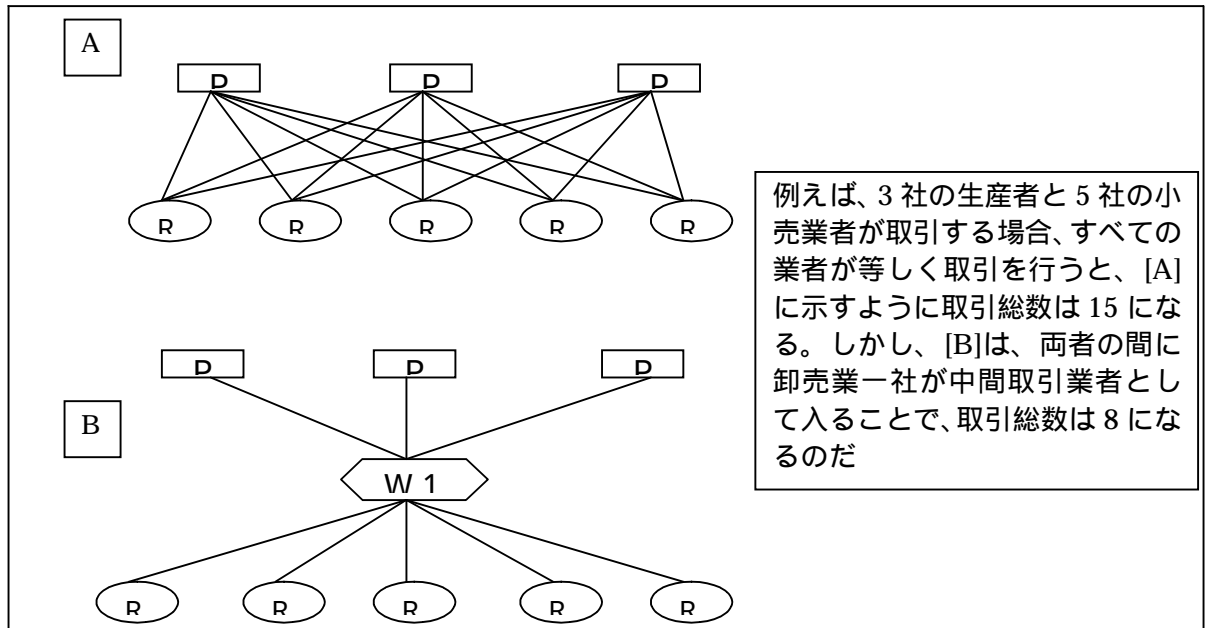 A
P P P
R R R R R
例えば、3社の生産者と5社の小
売業者が取引する場合、すべての
業者が等しく取引を行うと、[A]
に示すように取引総数は15にな
る。しかし、[B]は、両者の間に
卸売業一社が中間取引業者とし
て入ることで、取引総数は8にな
るのだ
P P P
B
W 1
R R R R R